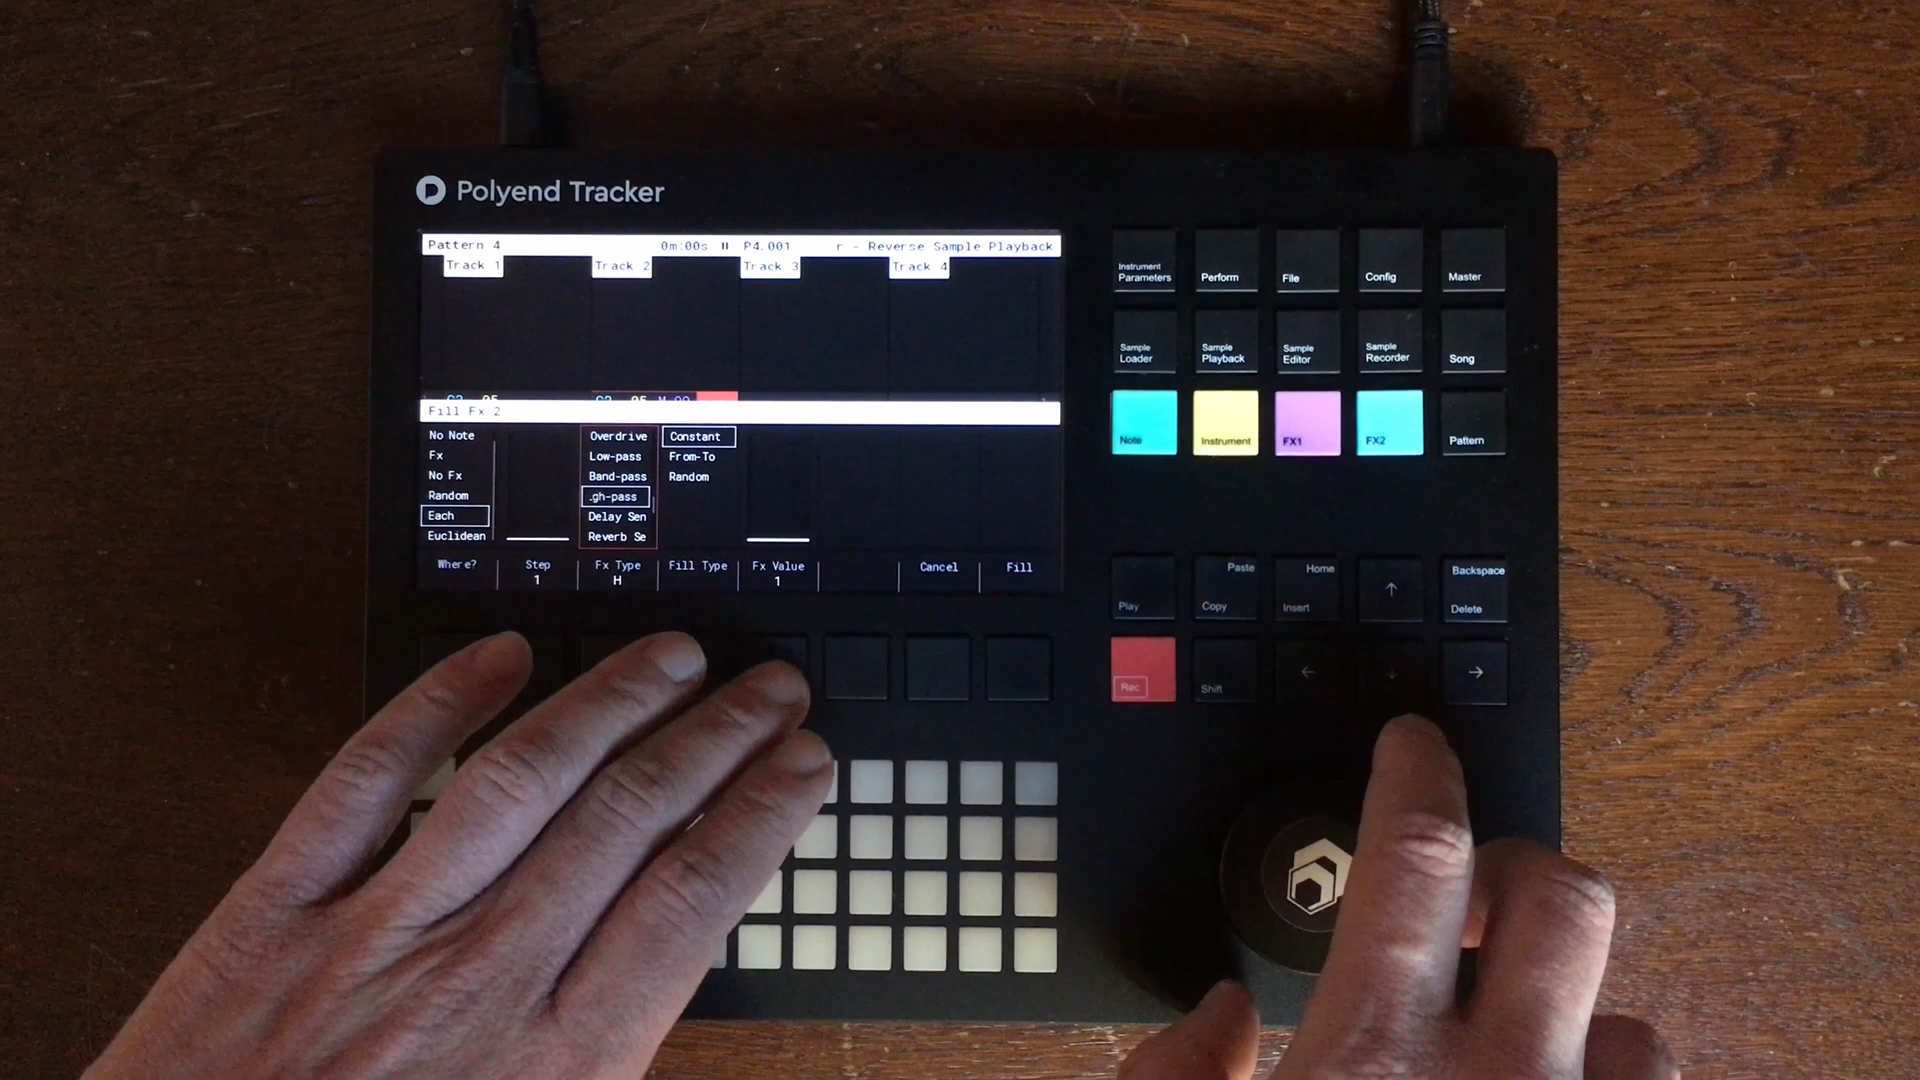 Polyend Tracker
Pattern 4 0m:00s P4.001 r - Reverse Sample Playback
Track 1 Track 2 Track 3 Track 4
Fill Fx 2
No Note
Fx
No Fx
Random
Each
Euclidean
Overdrive
Low-pass
Band-pass
.gh-pass
Delay Sen
Reverb Se
Constant
From-To
Random
Where? Step Fx Type Fill Type Fx Value Cancel Fill
1 H 1
Instrument
Parameters
Perform
File
Config
Master
Sample
Loader
Sample
Playback
Sample
Editor
Sample
Recorder
Song
Note
Instrument
FX1
FX2
Pattern
Play
Paste
Copy
Home
Insert
↑
Backspace
Delete
Rec
Shift
←
↓
→